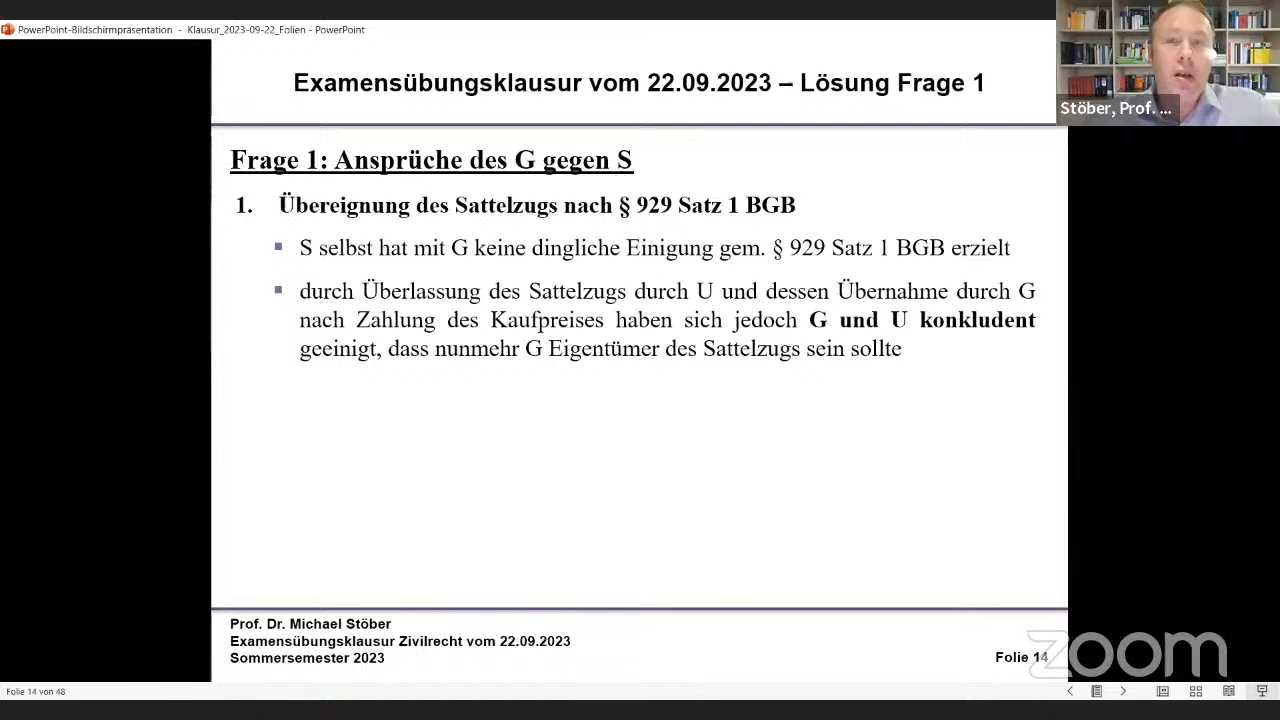 PowerPoint-Bildschirmpräsentation - Klausur_2023-09-22_Folien - PowerPoint
Stöber, Prof. ...
Examensübungsklausur vom 22.09.2023 – Lösung Frage 1
Frage 1: Ansprüche des G gegen S
1. Übereignung des Sattelzugs nach § 929 Satz 1 BGB
S selbst hat mit G keine dingliche Einigung gem. § 929 Satz 1 BGB erzielt
durch Überlassung des Sattelzugs durch U und dessen Übernahme durch G
nach Zahlung des Kaufpreises haben sich jedoch G und U konkludent
geeinigt, dass nunmehr G Eigentümer des Sattelzugs sein sollte
Prof. Dr. Michael Stöber
Examensübungsklausur Zivilrecht vom 22.09.2023
Sommersemester 2023
Folie 14
zoom
Folie 14 von 48